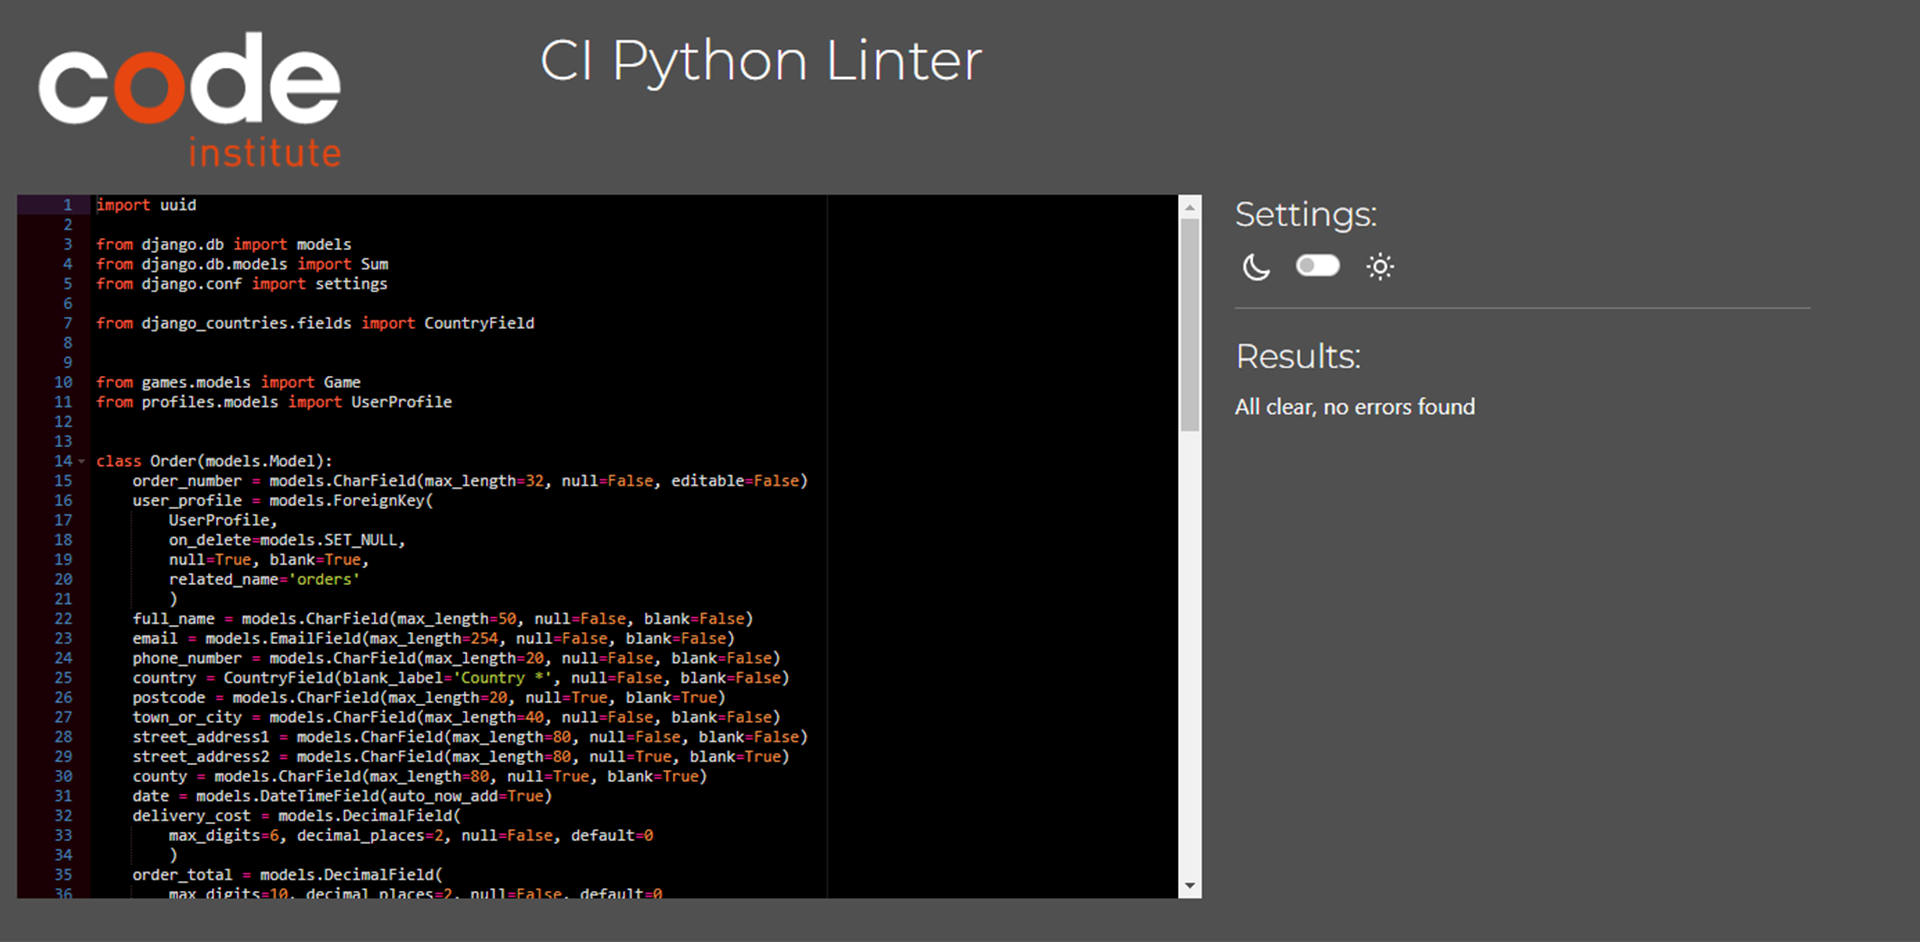 code
institute
CI Python Linter
1 import uuid
2
3 from django.db import models
4 from django.db.models import Sum
5 from django.conf import settings
6
7 from django_countries.fields import CountryField
8
9
10 from games.models import Game
11 from profiles.models import UserProfile
12
13
14 class Order(models.Model):
15     order_number = models.CharField(max_length=32, null=False, editable=False)
16     user_profile = models.ForeignKey(
17         UserProfile,
18         on_delete=models.SET_NULL,
19         null=True, blank=True,
20         related_name='orders'
21         )
22     full_name = models.CharField(max_length=50, null=False, blank=False)
23     email = models.EmailField(max_length=254, null=False, blank=False)
24     phone_number = models.CharField(max_length=20, null=False, blank=False)
25     country = CountryField(blank_label='Country *', null=False, blank=False)
26     postcode = models.CharField(max_length=20, null=True, blank=True)
27     town_or_city = models.CharField(max_length=40, null=False, blank=False)
28     street_address1 = models.CharField(max_length=80, null=False, blank=False)
29     street_address2 = models.CharField(max_length=80, null=True, blank=True)
30     county = models.CharField(max_length=80, null=True, blank=True)
31     date = models.DateTimeField(auto_now_add=True)
32     delivery_cost = models.DecimalField(
33         max_digits=6, decimal_places=2, null=False, default=0
34         )
35     order_total = models.DecimalField(
36         max_digits=10, decimal_places=2, null=False, default=0
Settings:
Results:
All clear, no errors found